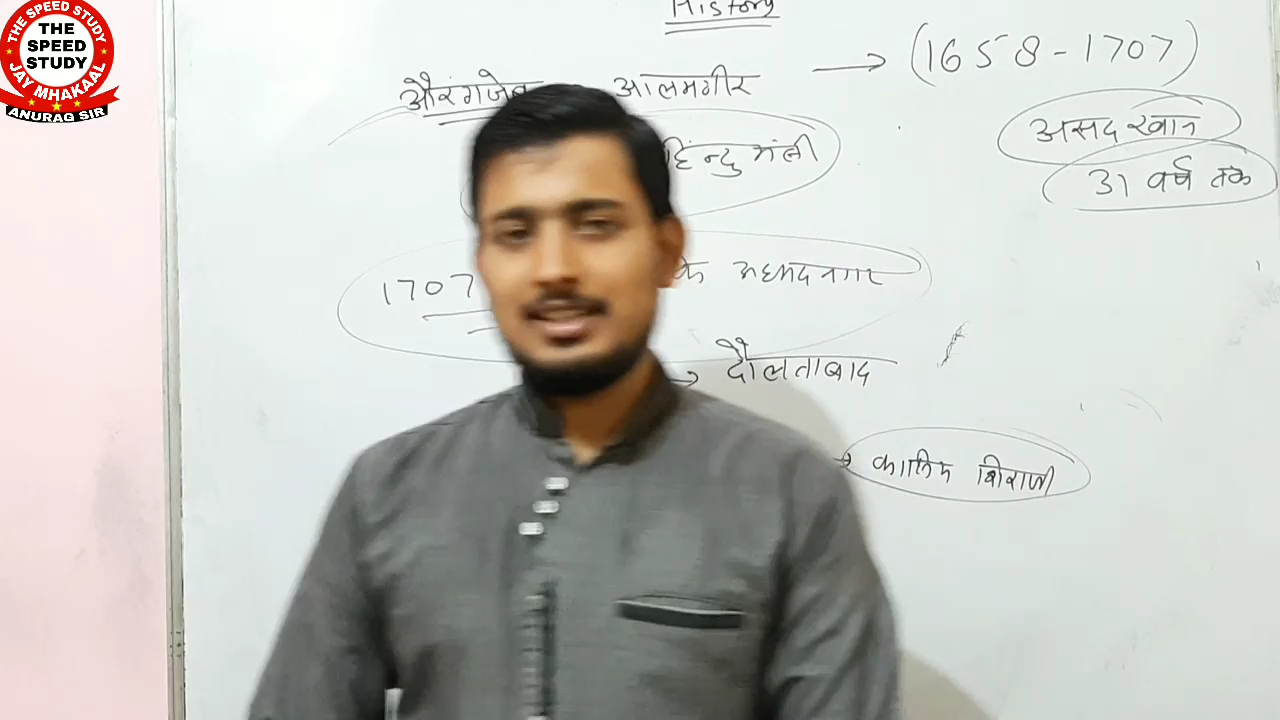 THE SPEED STUDY
THE
SPEED
STUDY
JAY MHAKAAL
ANURAG SIR
History
औरंगजेब आलमगीर → (1658-1707)
असद खान
हिन्दु मंत्री
31 वर्ष तक
1707 के अहमदनगर
→ दौलताबाद
→ शिराजी